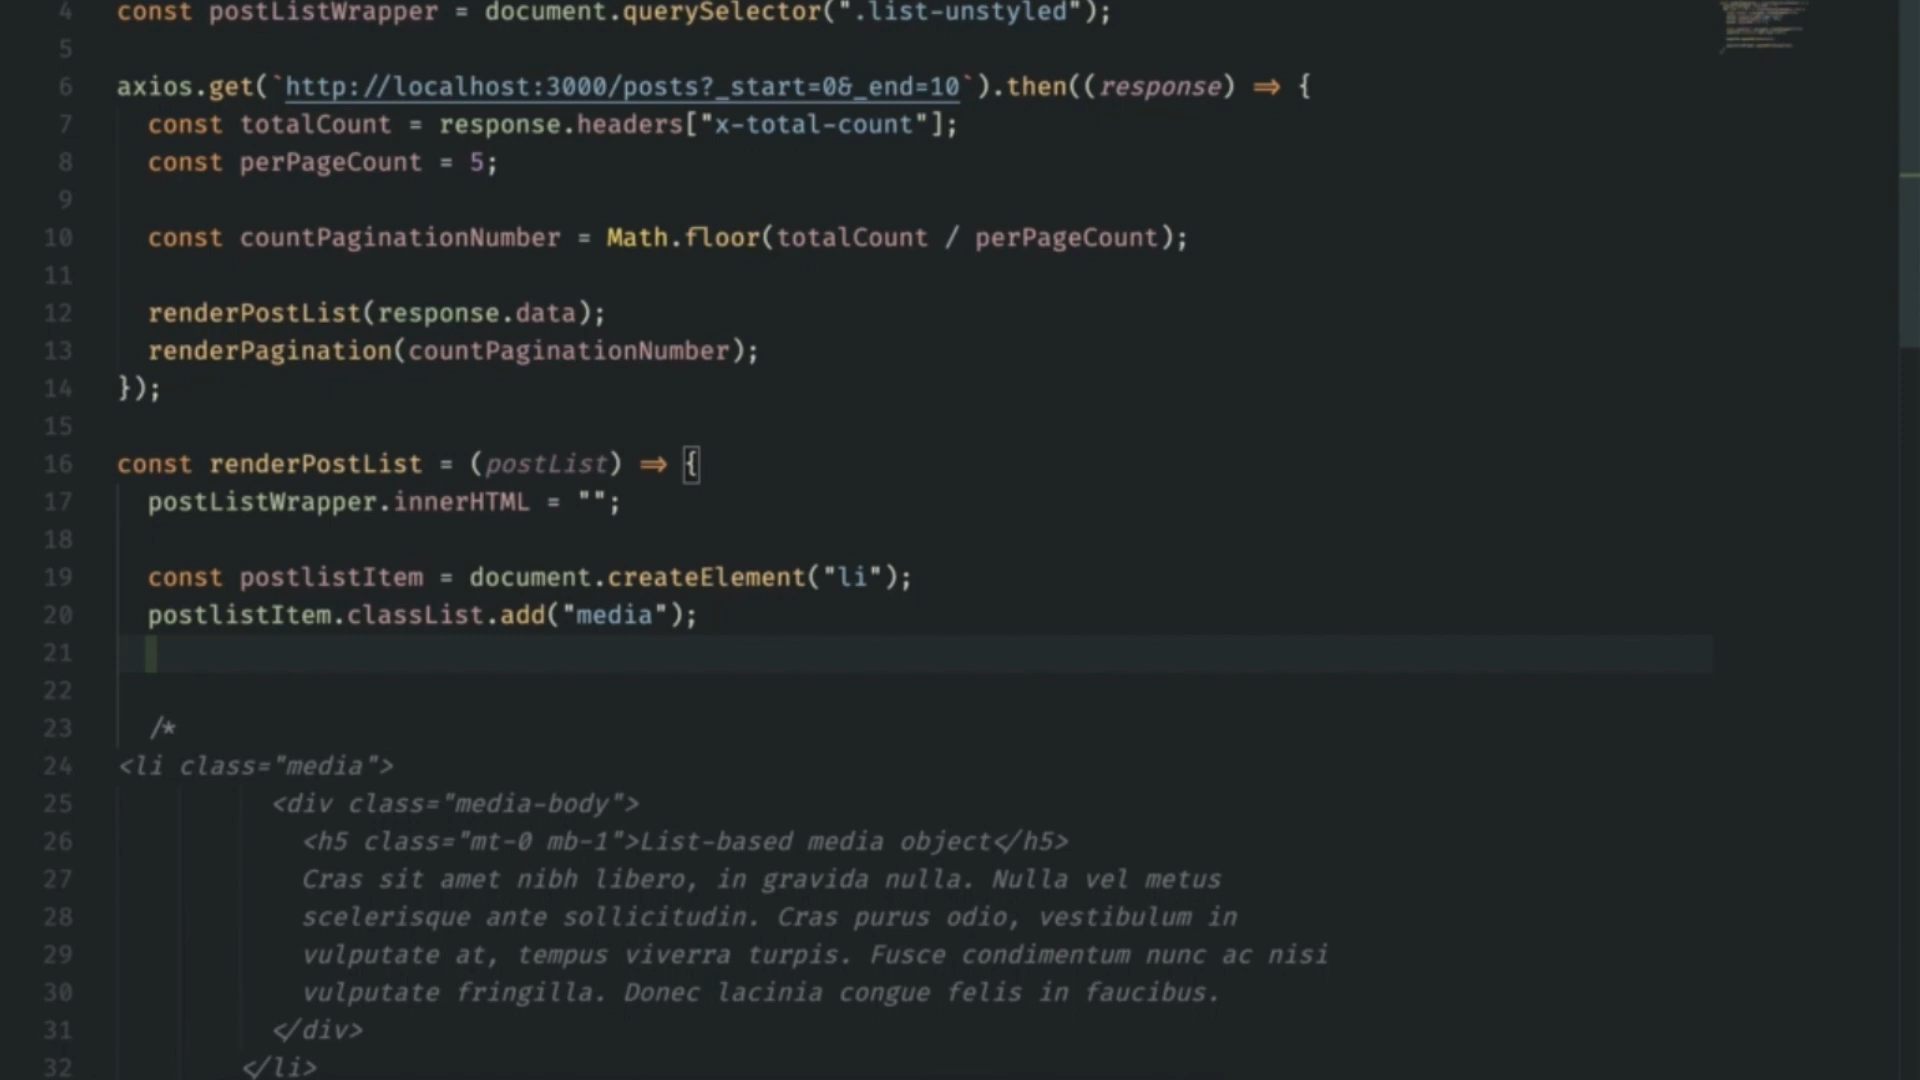 4 const postListWrapper = document.querySelector(".list-unstyled");
5
6 axios.get(`http://localhost:3000/posts?_start=0&_end=10`).then((response) => {
7 const totalCount = response.headers["x-total-count"];
8 const perPageCount = 5;
9
10 const countPaginationNumber = Math.floor(totalCount / perPageCount);
11
12 renderPostList(response.data);
13 renderPagination(countPaginationNumber);
14 });
15
16 const renderPostList = (postList) => {
17 postListWrapper.innerHTML = "";
18
19 const postlistItem = document.createElement("li");
20 postlistItem.classList.add("media");
21
22
23 /*
24 <li class="media">
25 <div class="media-body">
26 <h5 class="mt-0 mb-1">List-based media object</h5>
27 Cras sit amet nibh libero, in gravida nulla. Nulla vel metus
28 scelerisque ante sollicitudin. Cras purus odio, vestibulum in
29 vulputate at, tempus viverra turpis. Fusce condimentum nunc ac nisi
30 vulputate fringilla. Donec lacinia congue felis in faucibus.
31 </div>
32 </li>